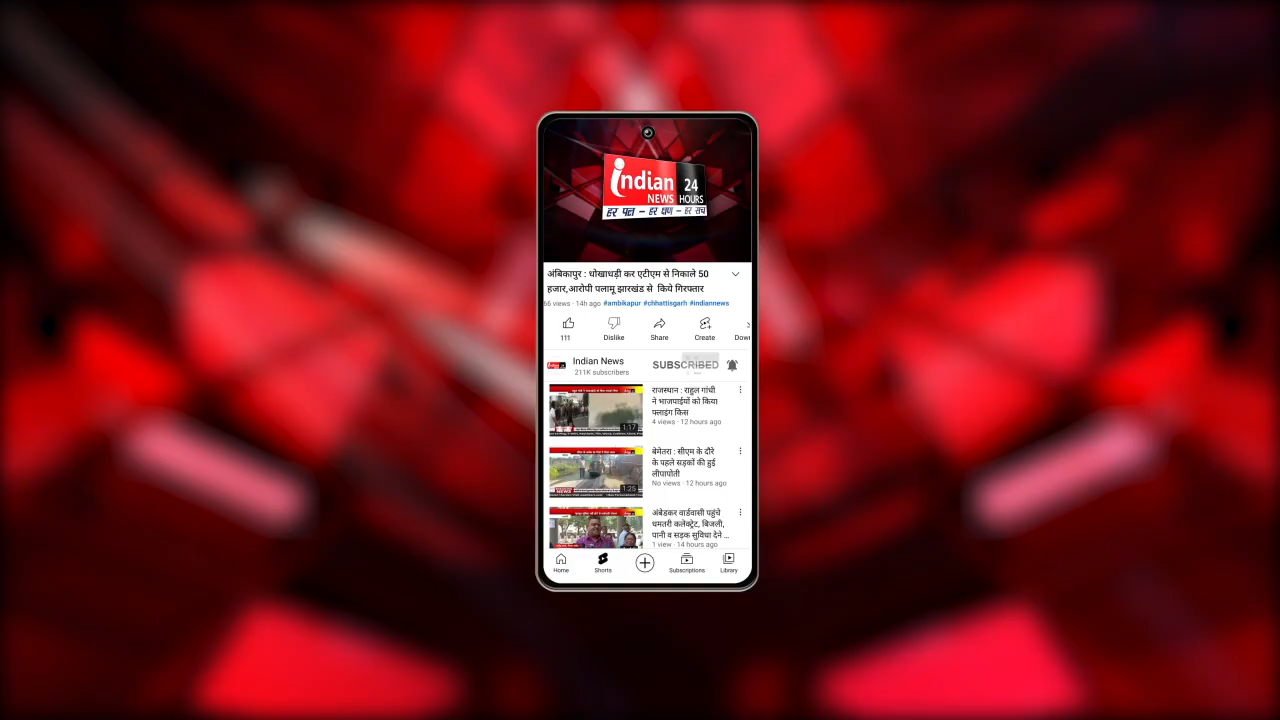 indian
NEWS
24
HOURS
हर पल – हर क्षण – हर सच
अंबिकापुर : धोखाधड़ी कर एटीएम से निकाले 50
हजार,आरोपी पलामू झारखंड से किये गिरफ्तार
66 views · 14h ago #ambikapur #chhattisgarh #indiannews
111
Dislike
Share
Create
Indian News
211K subscribers
SUBSCRIBED
राजस्थान : राहुल गांधी
ने भाजपाईयों को किया
फ्लाइंग किस
4 views · 12 hours ago
1:17
बेमेतरा : सीएम के दौरे
के पहले सड़कों की हुई
लीपापोती
No views · 12 hours ago
1:25
NEWS
अंबेडकर वार्डवासी पहुंचे
धमतरी कलेक्ट्रेट, बिजली,
पानी व सड़क सुविधा देने ...
1 view · 14 hours ago
Home
Shorts
Subscriptions
Library